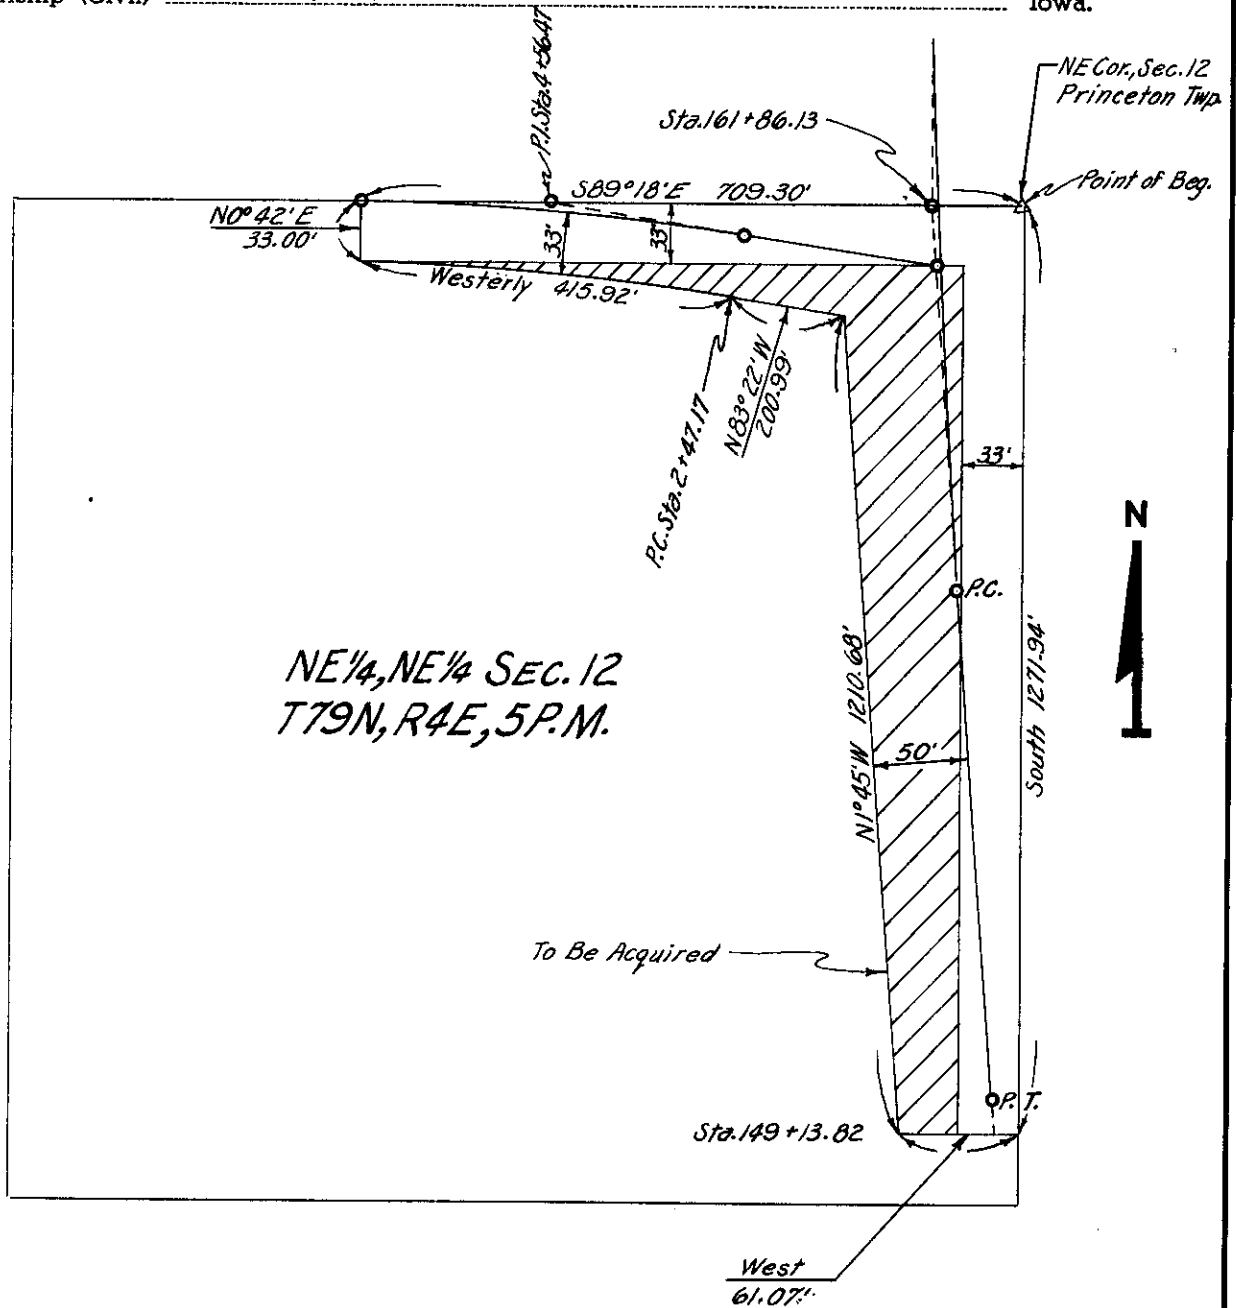 (Civil) Iowa.
P.I. Sta. 4+56.47
NE Cor., Sec. 12
Princeton Twp.
Sta. 161+86.13
Point of Beg.
S89°18'E 709.30'
N0°42'E
33.00'
33'
33'
Westerly 415.92'
N83°22'W
200.99'
P.C. Sta. 2+47.17
33'
N
P.C.
NE¼, NE¼ SEC. 12
T79N, R4E, 5P.M.
N1°45'W 1210.68'
50'
South 1271.94'
To Be Acquired
P.T.
Sta. 149+13.82
West
61.07'